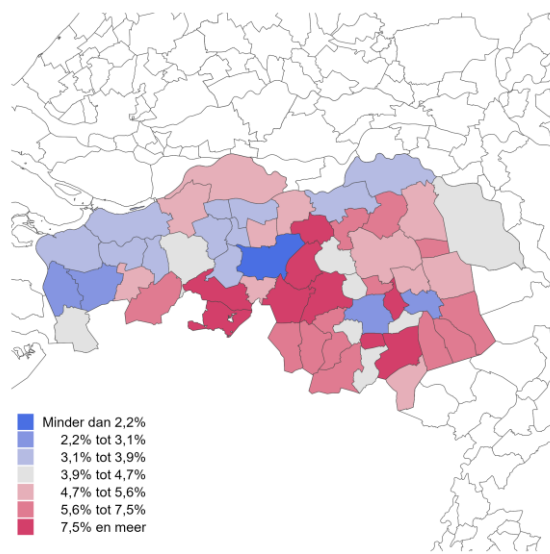 Minder dan 2,2%
2,2% tot 3,1%
3,1% tot 3,9%
3,9% tot 4,7%
4,7% tot 5,6%
5,6% tot 7,5%
7,5% en meer